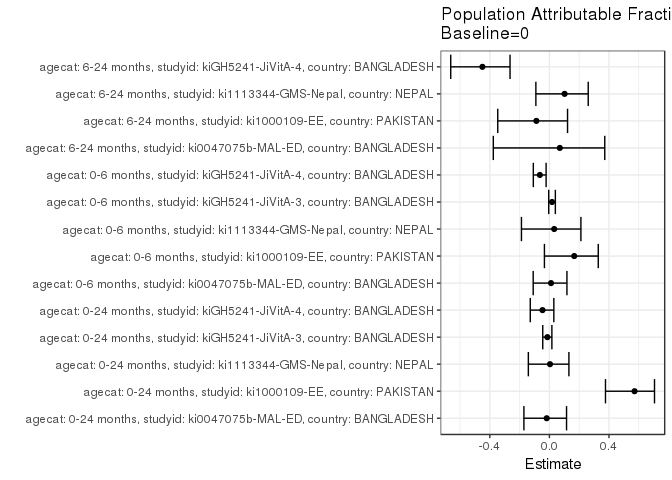 Population Attributable Fracti
Baseline=0
agecat: 6-24 months, studyid: kiGH5241-JiVitA-4, country: BANGLADESH
agecat: 6-24 months, studyid: ki1113344-GMS-Nepal, country: NEPAL
agecat: 6-24 months, studyid: ki1000109-EE, country: PAKISTAN
agecat: 6-24 months, studyid: ki0047075b-MAL-ED, country: BANGLADESH
agecat: 0-6 months, studyid: kiGH5241-JiVitA-4, country: BANGLADESH
agecat: 0-6 months, studyid: kiGH5241-JiVitA-3, country: BANGLADESH
agecat: 0-6 months, studyid: ki1113344-GMS-Nepal, country: NEPAL
agecat: 0-6 months, studyid: ki1000109-EE, country: PAKISTAN
agecat: 0-6 months, studyid: ki0047075b-MAL-ED, country: BANGLADESH
agecat: 0-24 months, studyid: kiGH5241-JiVitA-4, country: BANGLADESH
agecat: 0-24 months, studyid: kiGH5241-JiVitA-3, country: BANGLADESH
agecat: 0-24 months, studyid: ki1113344-GMS-Nepal, country: NEPAL
agecat: 0-24 months, studyid: ki1000109-EE, country: PAKISTAN
agecat: 0-24 months, studyid: ki0047075b-MAL-ED, country: BANGLADESH
-0.4 0.0 0.4
Estimate